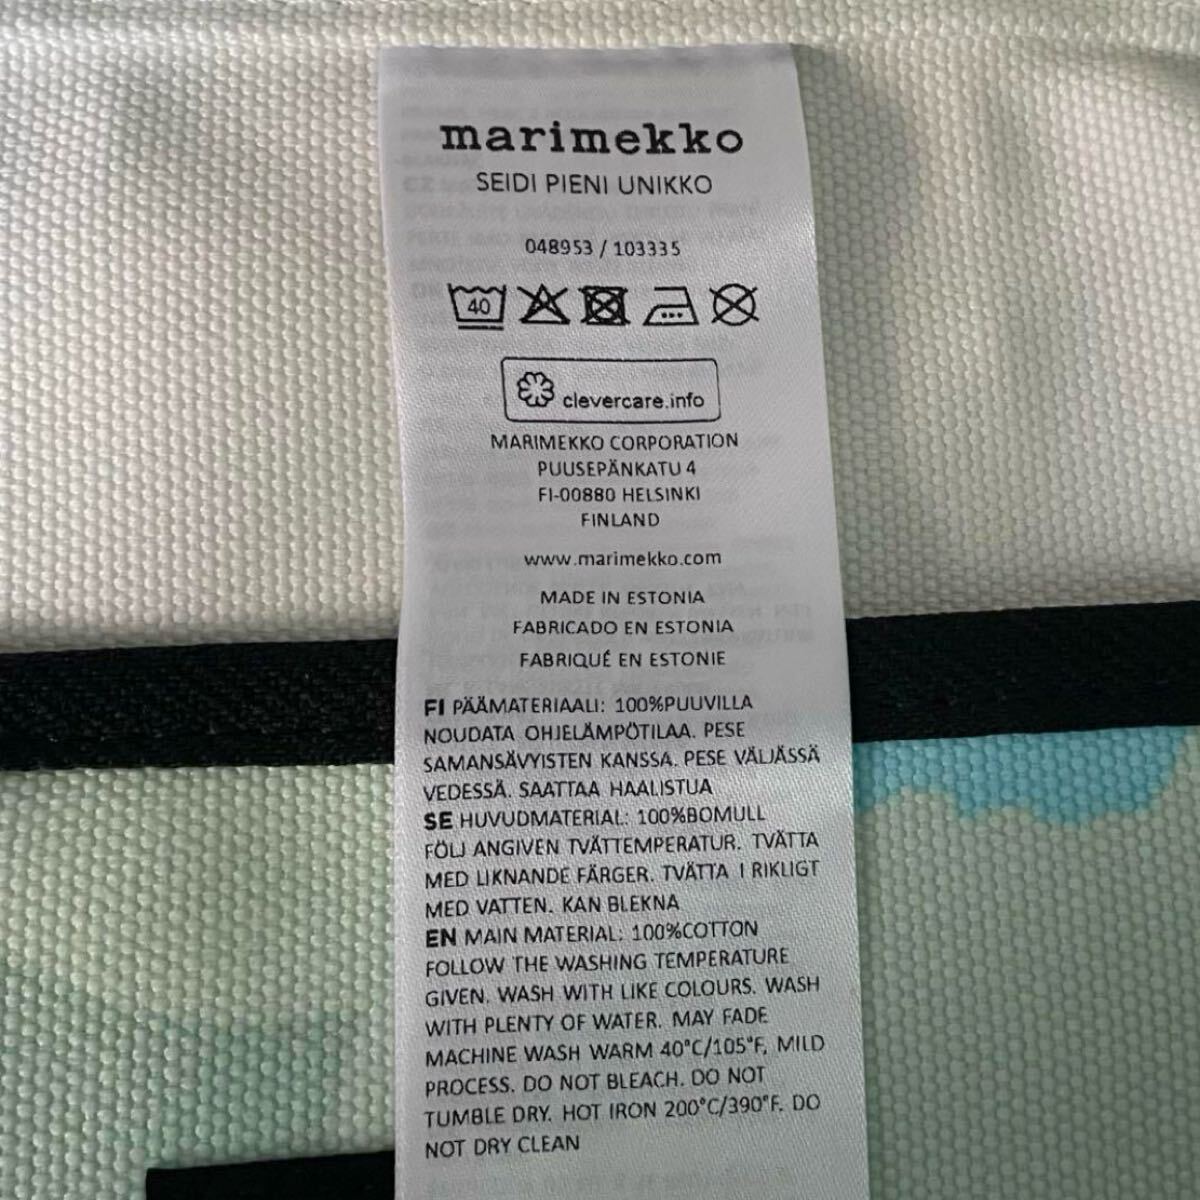 marimekko
SEIDI PIENI UNIKKO
048953 / 103335
40
clevercare.info
MARIMEKKO CORPORATION
PUUSEPÄNKATU 4
FI-00880 HELSINKI
FINLAND
www.marimekko.com
MADE IN ESTONIA
FABRICADO EN ESTONIA
FABRIQUÉ EN ESTONIE
FI PÄÄMATERIAALI: 100%PUUVILLA
NOUDATA OHJELÄMPÖTILAA. PESE
SAMANSÄVYISTEN KANSSA. PESE VÄLJÄSSÄ
VEDESSÄ. SAATTAA HAALISTUA
SE HUVUDMATERIAL: 100%BOMULL
FÖLJ ANGIVEN TVÄTTEMPERATUR. TVÄTTA
MED LIKNANDE FÄRGER. TVÄTTA I RIKLIGT
MED VATTEN. KAN BLEKNA
EN MAIN MATERIAL: 100%COTTON
FOLLOW THE WASHING TEMPERATURE
GIVEN. WASH WITH LIKE COLOURS. WASH
WITH PLENTY OF WATER. MAY FADE
MACHINE WASH WARM 40°C/105°F, MILD
PROCESS. DO NOT BLEACH. DO NOT
TUMBLE DRY. HOT IRON 200°C/390°F. DO
NOT DRY CLEAN